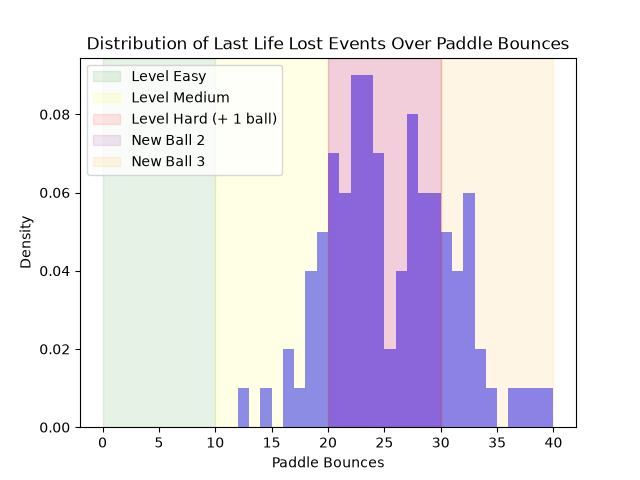 Distribution of Last Life Lost Events Over Paddle Bounces
Level Easy
Level Medium
Level Hard (+ 1 ball)
New Ball 2
New Ball 3
Density
0.08
0.06
0.04
0.02
0.00
0 5 10 15 20 25 30 35 40
Paddle Bounces